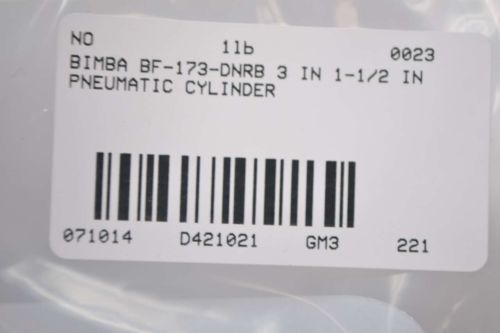 NO 1lb 0023
BIMBA BF-173-DNRB 3 IN 1-1/2 IN
PNEUMATIC CYLINDER
071014 D421021 GM3 221